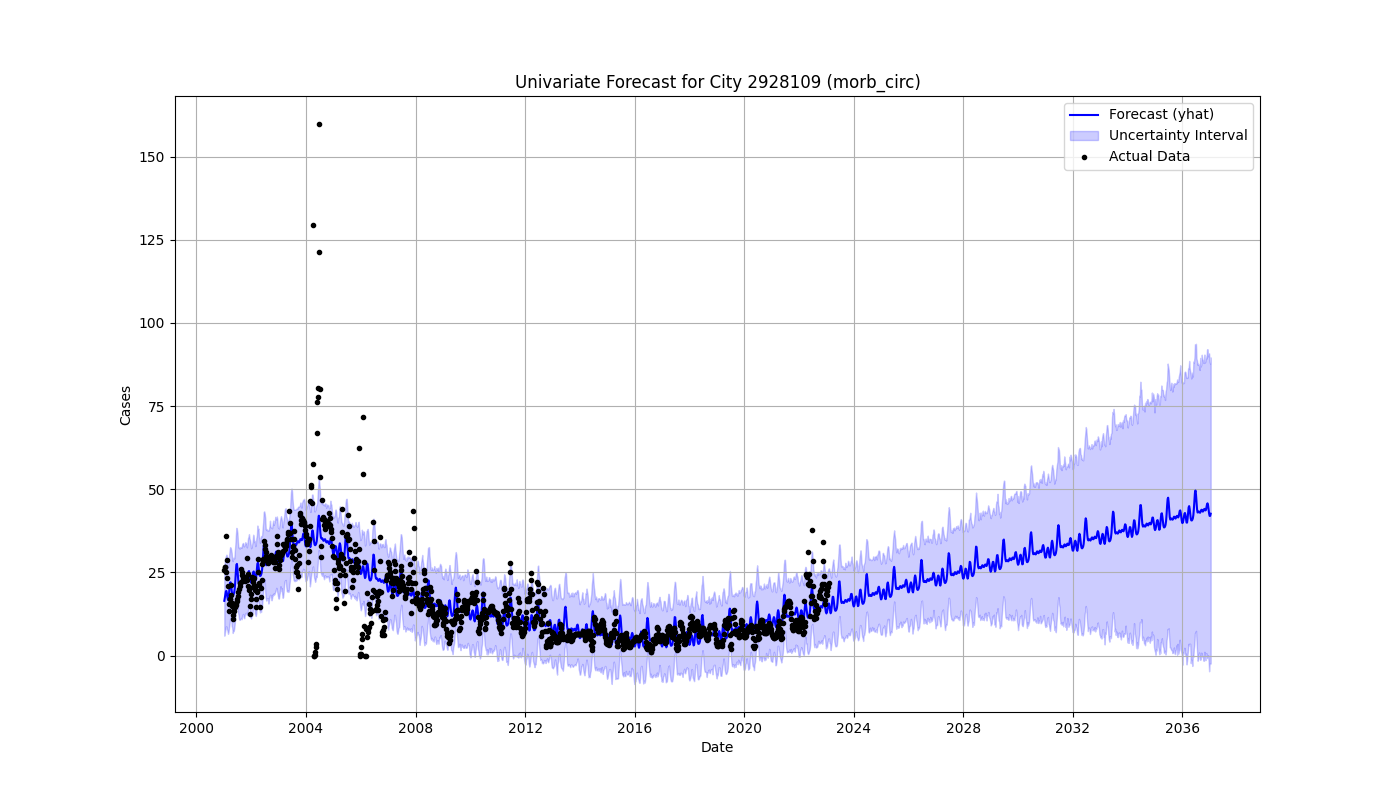 Univariate Forecast for City 2928109 (morb_circ)
Forecast (yhat)
Uncertainty Interval
Actual Data
150
125
100
75
50
25
0
Cases
2000
2004
2008
2012
2016
2020
2024
2028
2032
2036
Date